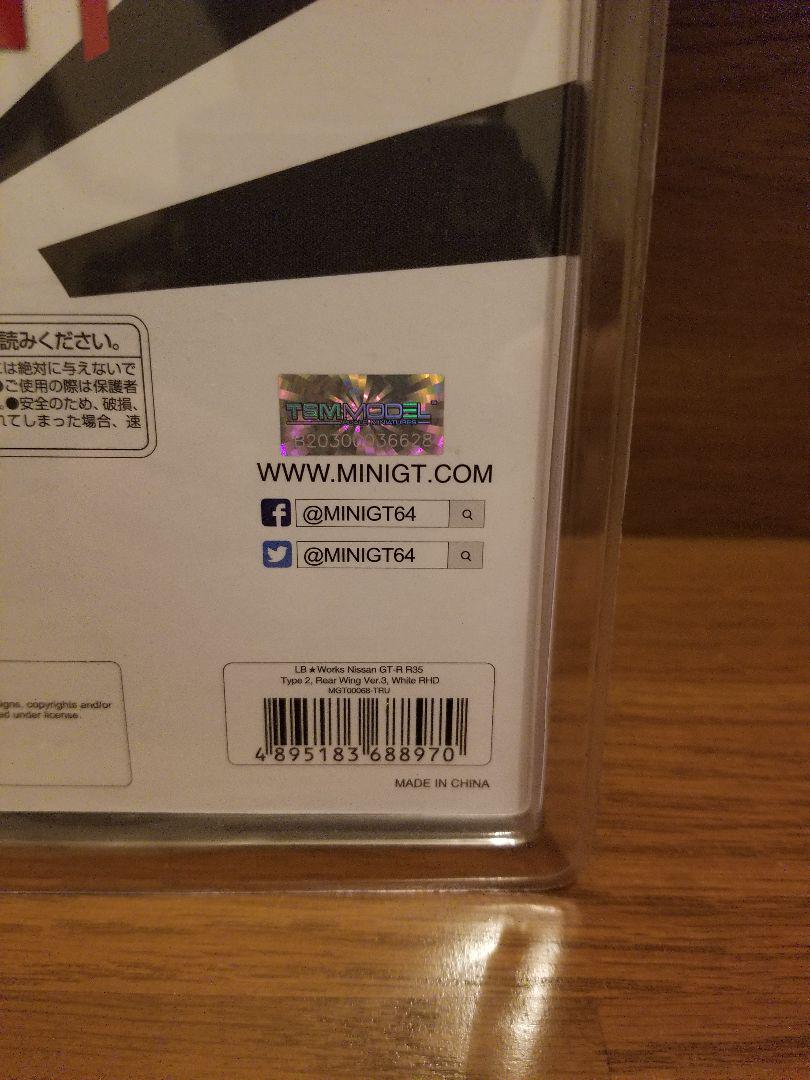 読みください。
は絶対に与えないで
●ご使用の際は保護者
●安全のため、破損、
れてしまった場合、速
TSM MODEL
B20300036628
WWW.MINIGT.COM
@MINIGT64
@MINIGT64
LB★Works Nissan GT-R R35
Type 2, Rear Wing Ver.3, White RHD
MGT00068-TRU
igns, copyrights and/or
ed under license.
4 895183 688970
MADE IN CHINA